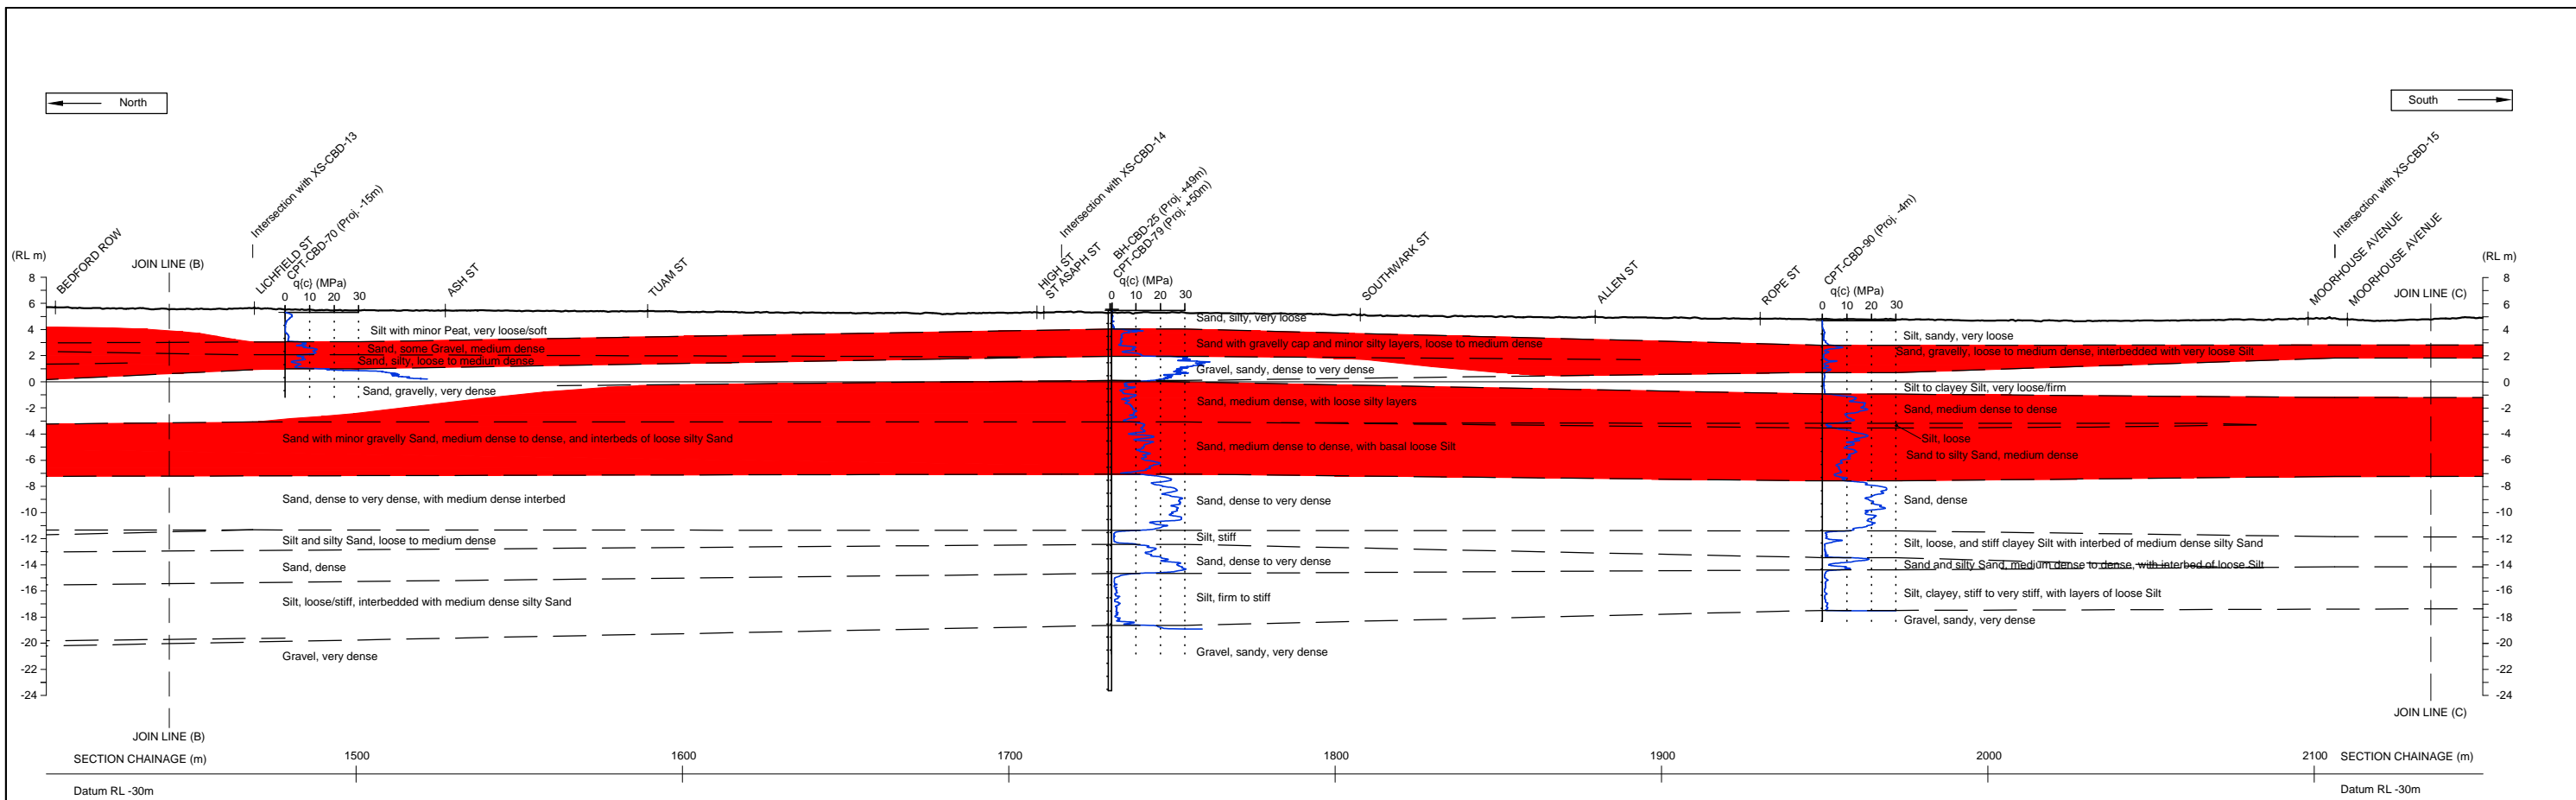 North
South
Intersection with XS-CBD-13
Intersection with XS-CBD-14
Intersection with XS-CBD-15
BEDFORD ROW
JOIN LINE (B)
LICHFIELD ST
CPT-CBD-70 (Proj. -15m)
ASH ST
TUAM ST
HIGH ST
ST ASAPH ST
BH-CBD-25 (Proj. +49m)
CPT-CBD-79 (Proj. +50m)
SOUTHWARK ST
ALLEN ST
ROPE ST
CPT-CBD-90 (Proj. -4m)
MOORHOUSE AVENUE
MOORHOUSE AVENUE
JOIN LINE (C)
(RL m)
8
6
4
2
0
-2
-4
-6
-8
-10
-12
-14
-16
-18
-20
-22
-24
q{c} (MPa)
0 10 20 30
Silt with minor Peat, very loose/soft
Sand, some Gravel, medium dense
Sand, silty, loose to medium dense
Sand, gravelly, very dense
Sand with minor gravelly Sand, medium dense to dense, and interbeds of loose silty Sand
Sand, dense to very dense, with medium dense interbed
Silt and silty Sand, loose to medium dense
Sand, dense
Silt, loose/stiff, interbedded with medium dense silty Sand
Gravel, very dense
q{c} (MPa)
0 10 20 30
Sand, silty, very loose
Sand with gravelly cap and minor silty layers, loose to medium dense
Gravel, sandy, dense to very dense
Sand, medium dense, with loose silty layers
Sand, medium dense to dense, with basal loose Silt
Sand, dense to very dense
Silt, stiff
Sand, dense to very dense
Silt, firm to stiff
Gravel, sandy, very dense
q{c} (MPa)
0 10 20 30
Silt, sandy, very loose
Sand, gravelly, loose to medium dense, interbedded with very loose Silt
Silt to clayey Silt, very loose/firm
Sand, medium dense to dense
Silt, loose
Sand to silty Sand, medium dense
Sand, dense
Silt, loose, and stiff clayey Silt with interbed of medium dense silty Sand
Sand and silty Sand, medium dense to dense, with interbed of loose Silt
Silt, clayey, stiff to very stiff, with layers of loose Silt
Gravel, sandy, very dense
(RL m)
8
6
4
2
0
-2
-4
-6
-8
-10
-12
-14
-16
-18
-20
-22
-24
JOIN LINE (B)
JOIN LINE (C)
SECTION CHAINAGE (m)
1500 1600 1700 1800 1900 2000 2100
SECTION CHAINAGE (m)
Datum RL -30m
Datum RL -30m